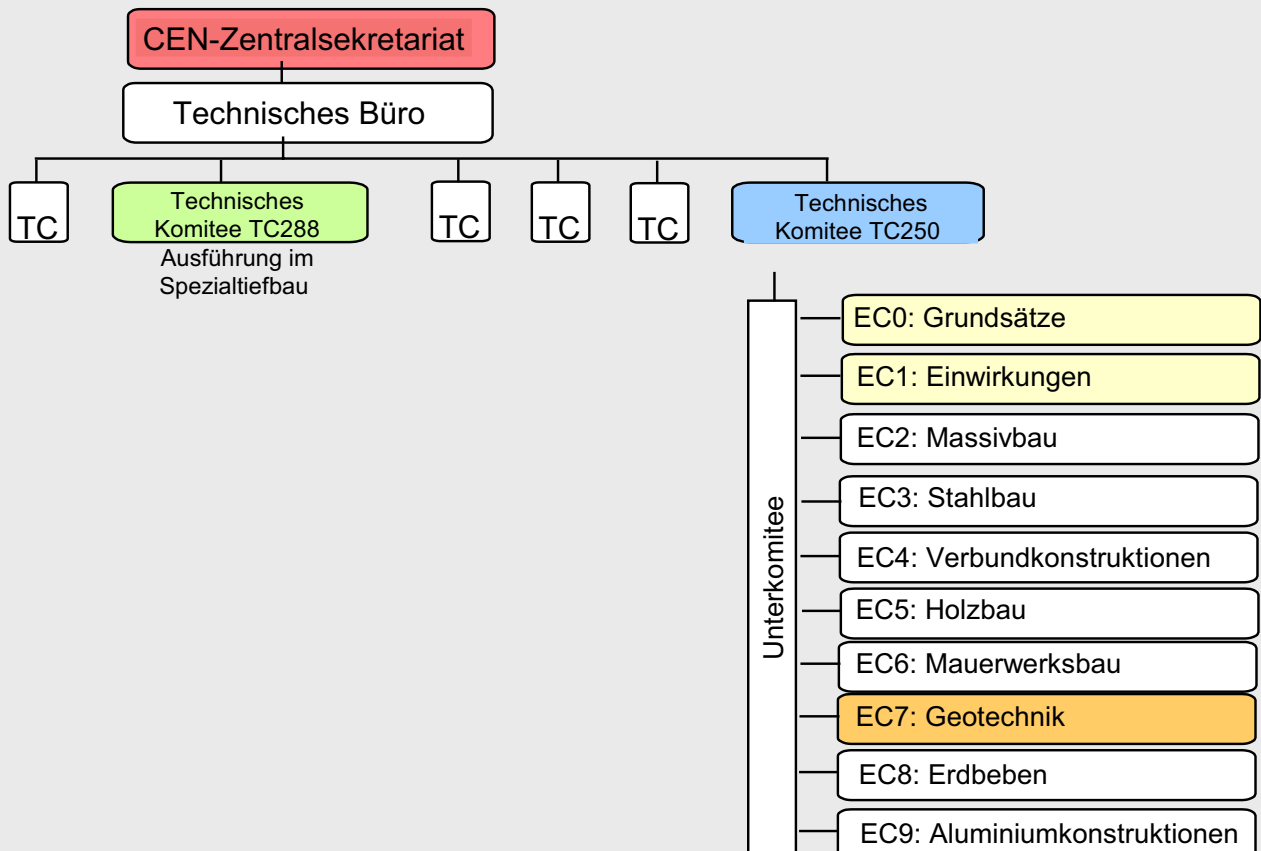 CEN-Zentralsekretariat
Technisches Büro
TC
Technisches
Komitee TC288
Ausführung im
Spezialtiefbau
TC
TC
TC
Technisches
Komitee TC250
Unterkomitee
EC0: Grundsätze
EC1: Einwirkungen
EC2: Massivbau
EC3: Stahlbau
EC4: Verbundkonstruktionen
EC5: Holzbau
EC6: Mauerwerksbau
EC7: Geotechnik
EC8: Erdbeben
EC9: Aluminiumkonstruktionen